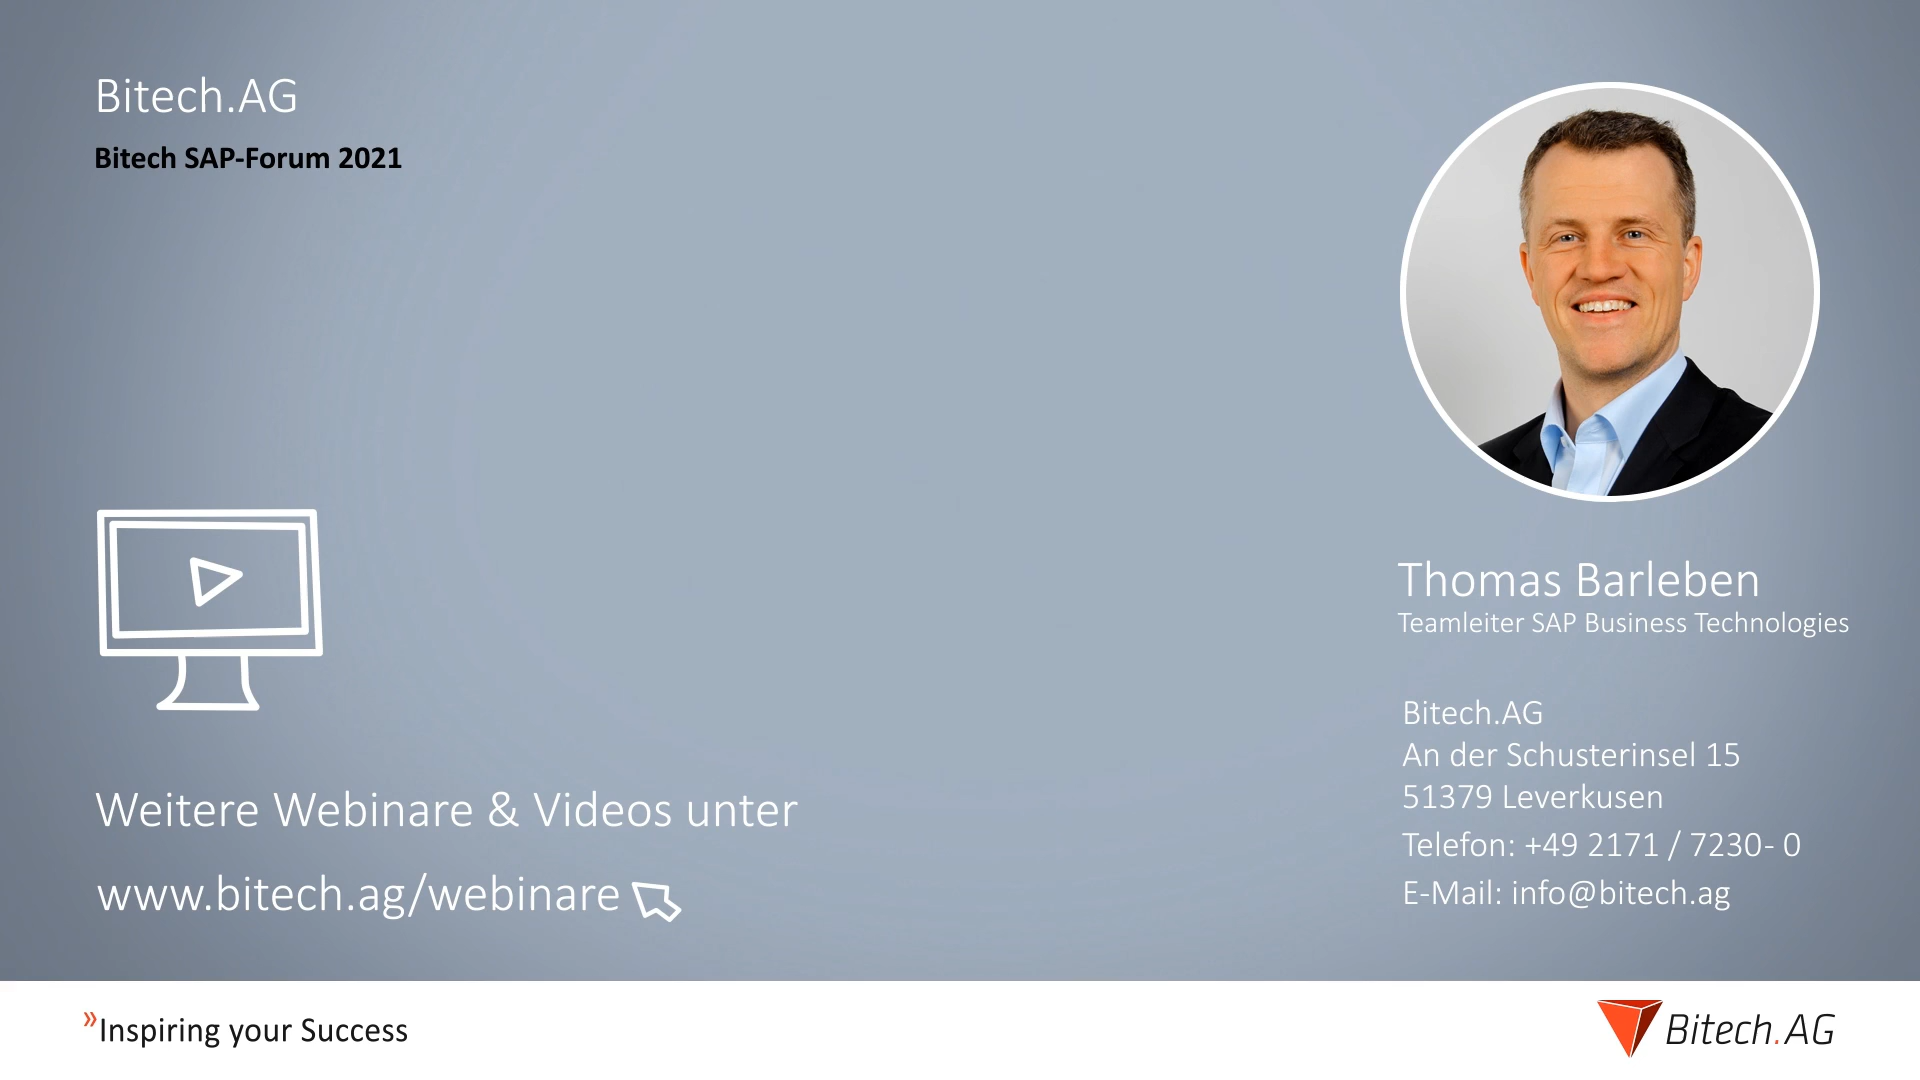 Bitech.AG
Bitech SAP-Forum 2021
Weitere Webinare & Videos unter
www.bitech.ag/webinare
Thomas Barleben
Teamleiter SAP Business Technologies
Bitech.AG
An der Schusterinsel 15
51379 Leverkusen
Telefon: +49 2171 / 7230- 0
E-Mail: info@bitech.ag
»Inspiring your Success
Bitech.AG